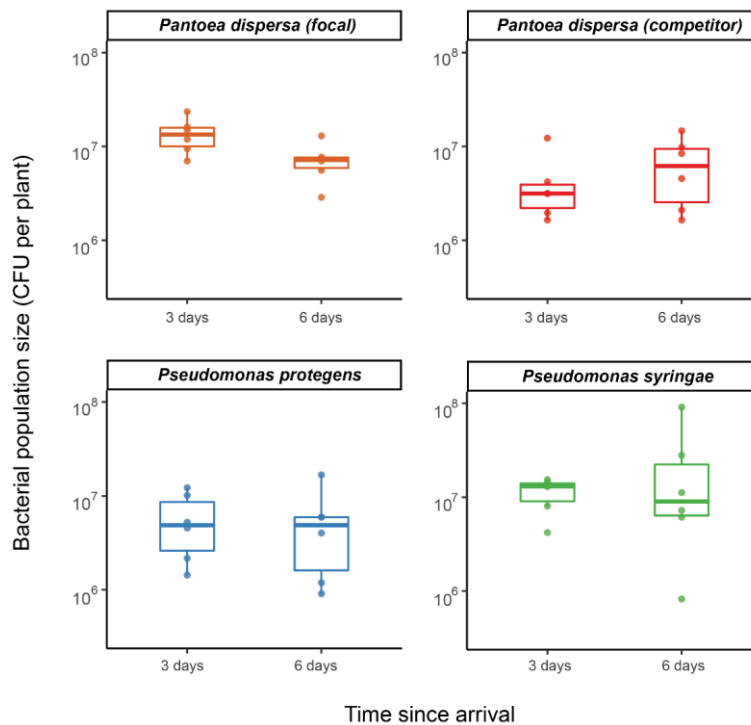 Pantoea dispersa (focal)
Pantoea dispersa (competitor)
10^8
10^7
10^6
3 days
6 days
10^8
10^7
10^6
3 days
6 days
Bacterial population size (CFU per plant)
Pseudomonas protegens
Pseudomonas syringae
10^8
10^7
10^6
3 days
6 days
10^8
10^7
10^6
3 days
6 days
Time since arrival